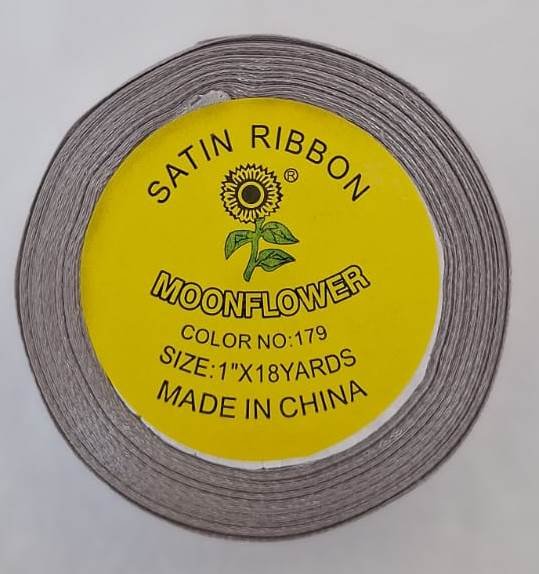 SATIN RIBBON
®
MOONFLOWER
COLOR NO:179
SIZE:1"X18YARDS
MADE IN CHINA